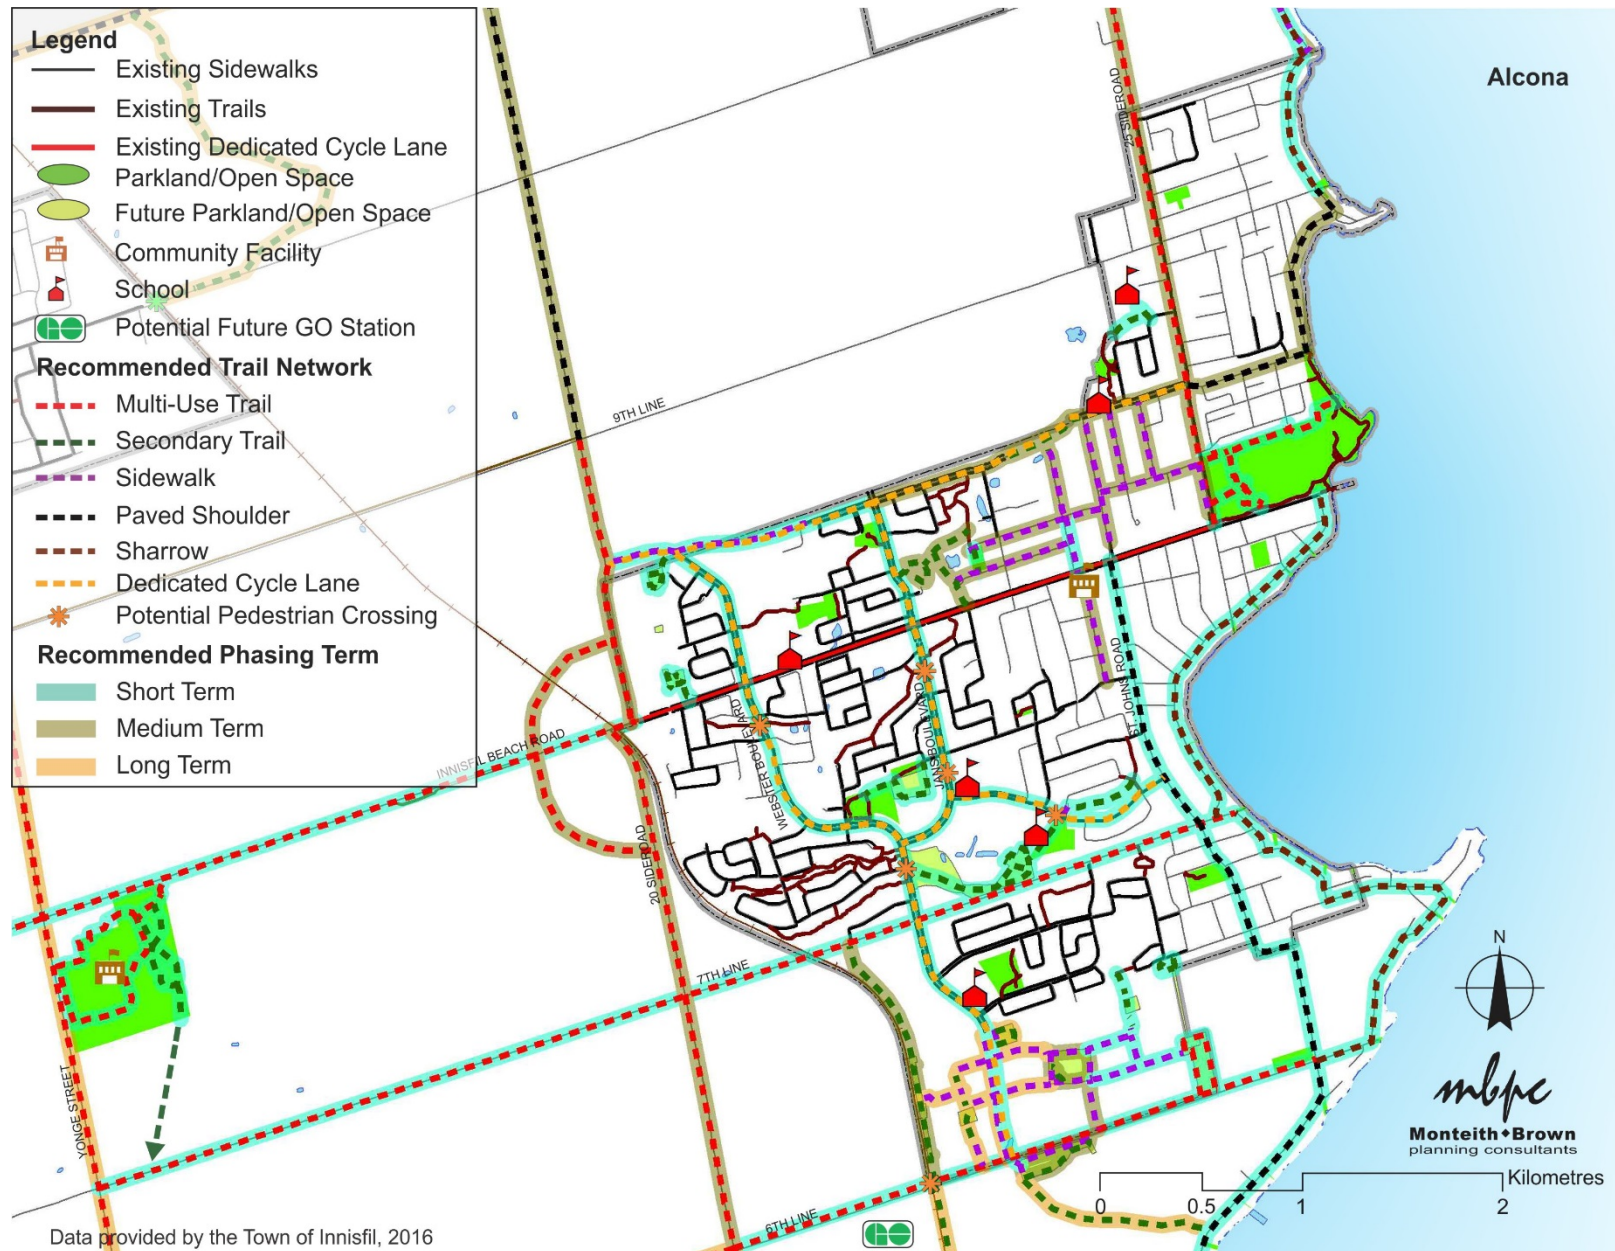 Legend
Existing Sidewalks
Existing Trails
Existing Dedicated Cycle Lane
Parkland/Open Space
Future Parkland/Open Space
Community Facility
School
GO
Potential Future GO Station
Recommended Trail Network
Multi-Use Trail
Secondary Trail
Sidewalk
Paved Shoulder
Sharrow
Dedicated Cycle Lane
Potential Pedestrian Crossing
Recommended Phasing Term
Short Term
Medium Term
Long Term
Alcona
25 SIDEROAD
9TH LINE
INNISFIL BEACH ROAD
WEBSTER BOULEVARD
JANS BOULEVARD
ST. JOHNS ROAD
20 SIDEROAD
7TH LINE
YONGE STREET
6TH LINE
GO
N
mbpc
Monteith♦Brown
planning consultants
Kilometres
0 0.5 1 2
Data provided by the Town of Innisfil, 2016